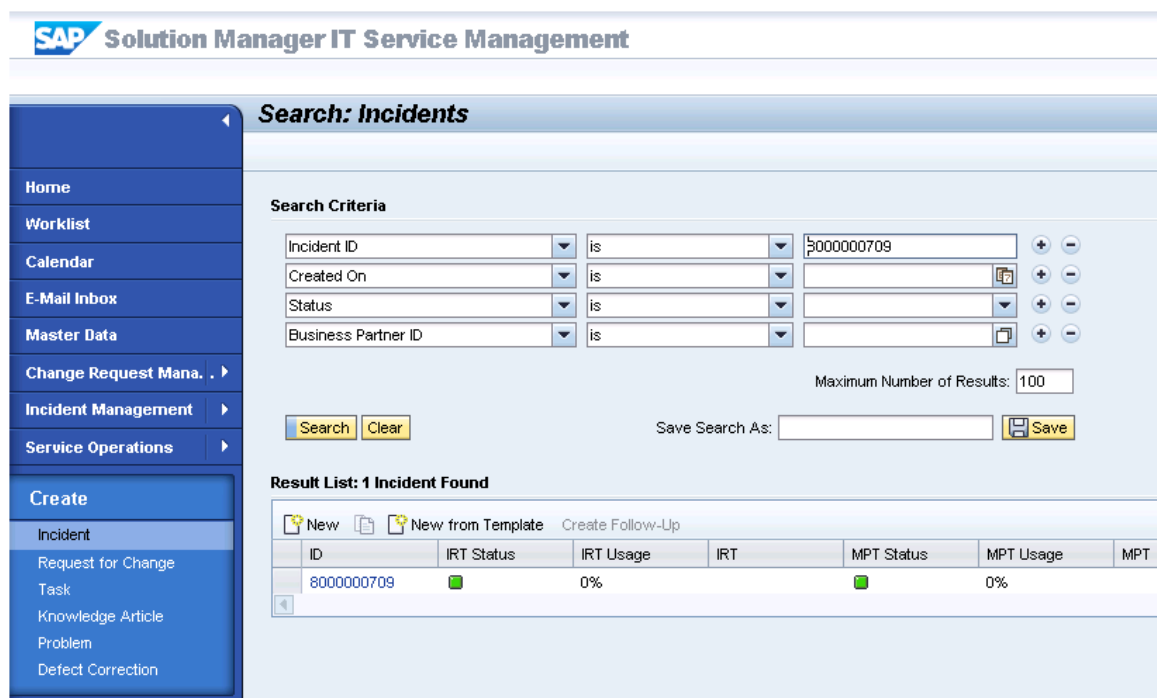 SAP Solution Manager IT Service Management
Search: Incidents
Home
Worklist
Calendar
E-Mail Inbox
Master Data
Change Request Mana. .
Incident Management
Service Operations
Create
Incident
Request for Change
Task
Knowledge Article
Problem
Defect Correction
Search Criteria
Incident ID is 8000000709
Created On is
Status is
Business Partner ID is
Maximum Number of Results: 100
Search Clear Save Search As: Save
Result List: 1 Incident Found
New New from Template Create Follow-Up
ID IRT Status IRT Usage IRT MPT Status MPT Usage MPT
8000000709 0% 0%